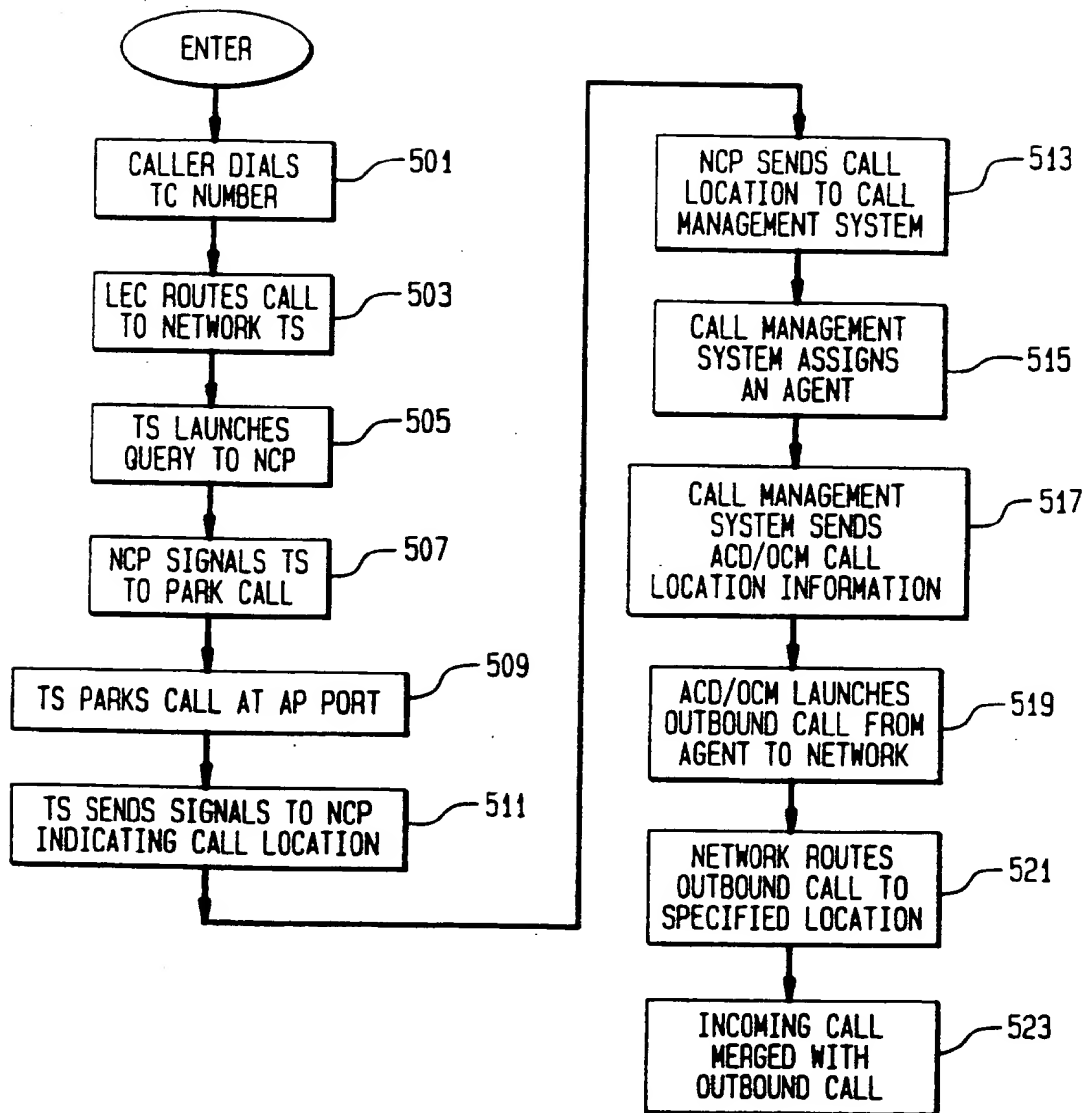 ENTER
CALLER DIALS
TC NUMBER
501
LEC ROUTES CALL
TO NETWORK TS
503
TS LAUNCHES
QUERY TO NCP
505
NCP SIGNALS TS
TO PARK CALL
507
TS PARKS CALL AT AP PORT
509
TS SENDS SIGNALS TO NCP
INDICATING CALL LOCATION
511
NCP SENDS CALL
LOCATION TO CALL
MANAGEMENT SYSTEM
513
CALL MANAGEMENT
SYSTEM ASSIGNS
AN AGENT
515
CALL MANAGEMENT
SYSTEM SENDS
ACD/OCM CALL
LOCATION INFORMATION
517
ACD/OCM LAUNCHES
OUTBOUND CALL FROM
AGENT TO NETWORK
519
NETWORK ROUTES
OUTBOUND CALL TO
SPECIFIED LOCATION
521
INCOMING CALL
MERGED WITH
OUTBOUND CALL
523